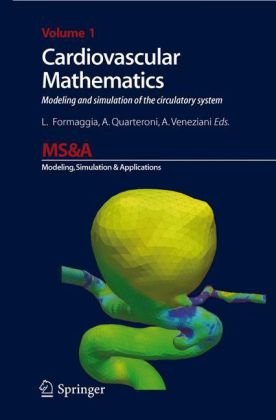 Volume 1
Cardiovascular
Mathematics
Modeling and simulation of the circulatory system
L. Formaggia, A. Quarteroni, A. Veneziani Eds.
MS&A
Modeling, Simulation & Applications
Springer